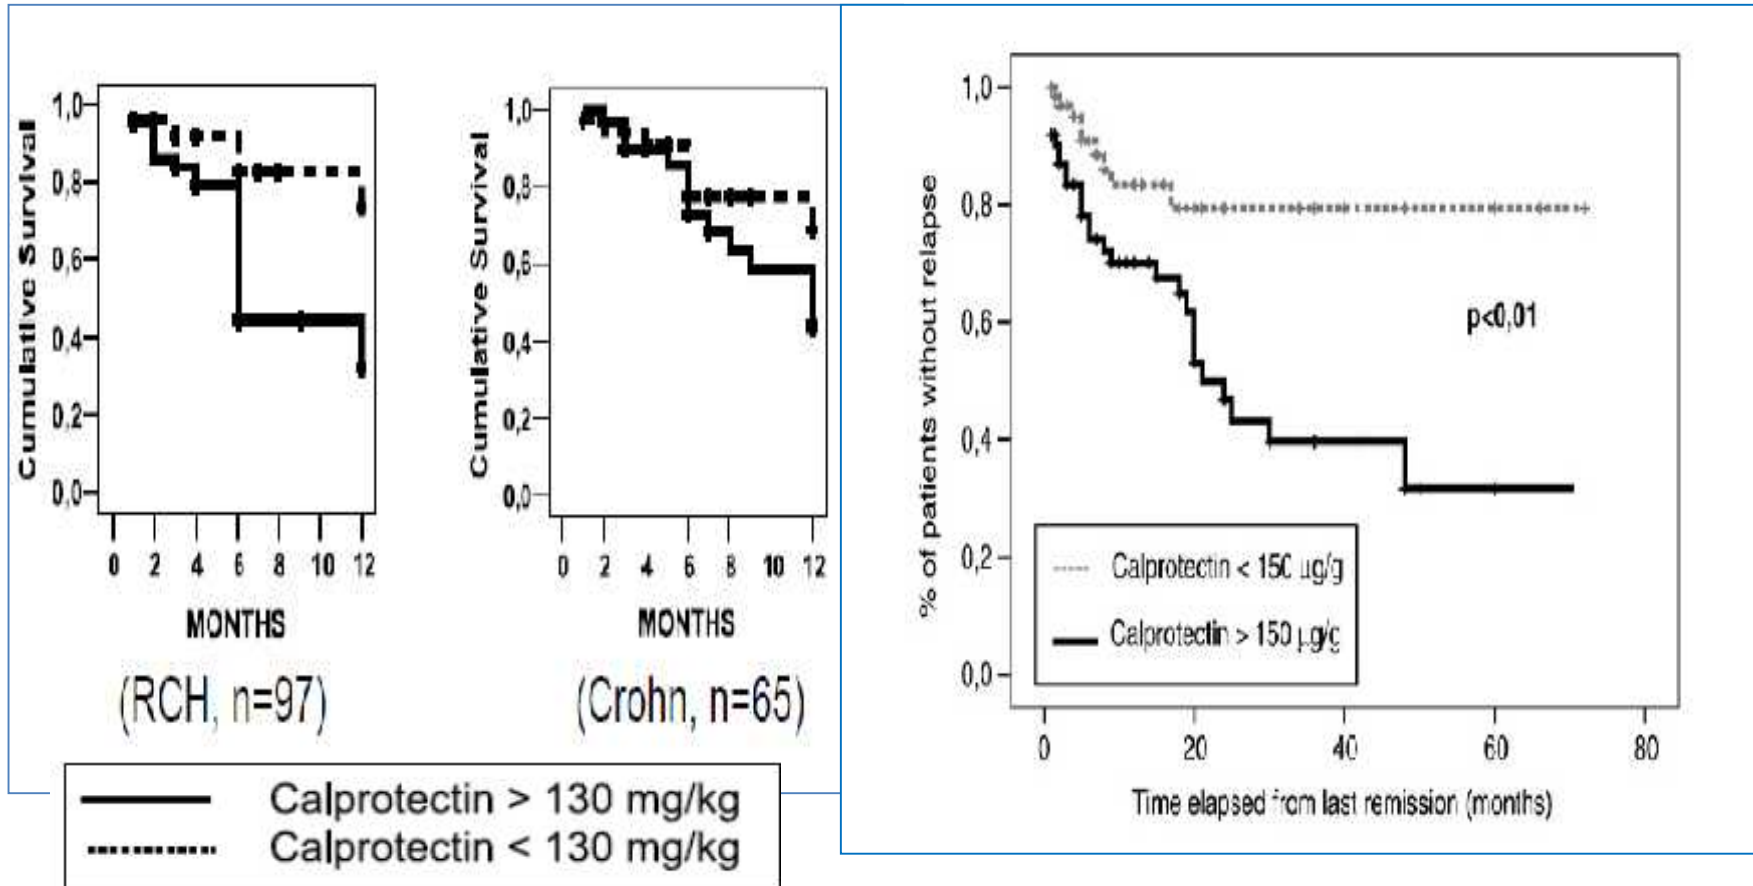 Cumulative Survival
1,0
0,8
0,6
0,4
0,2
0,0
0 2 4 6 8 10 12
MONTHS
(RCH, n=97)
Cumulative Survival
1,0
0,8
0,6
0,4
0,2
0,0
0 2 4 6 8 10 12
MONTHS
(Crohn, n=65)
Calprotectin > 130 mg/kg
Calprotectin < 130 mg/kg
% of patients without relapse
1,0
0,8
0,6
0,4
0,2
0,0
p<0,01
Calprotectin < 150 µg/g
Calprotectin > 150 µg/g
0 20 40 60 80
Time elapsed from last remission (months)